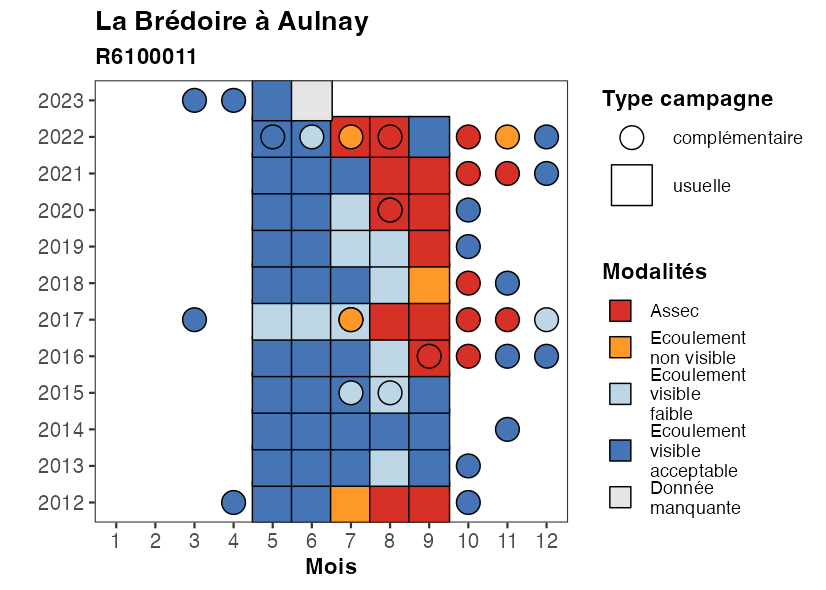 La Brédoire à Aulnay
R6100011
2023
2022
2021
2020
2019
2018
2017
2016
2015
2014
2013
2012
1 2 3 4 5 6 7 8 9 10 11 12
Mois
Type campagne
complémentaire
usuelle
Modalités
Assec
Ecoulement
non visible
Ecoulement
visible
faible
Ecoulement
visible
acceptable
Donnée
manquante